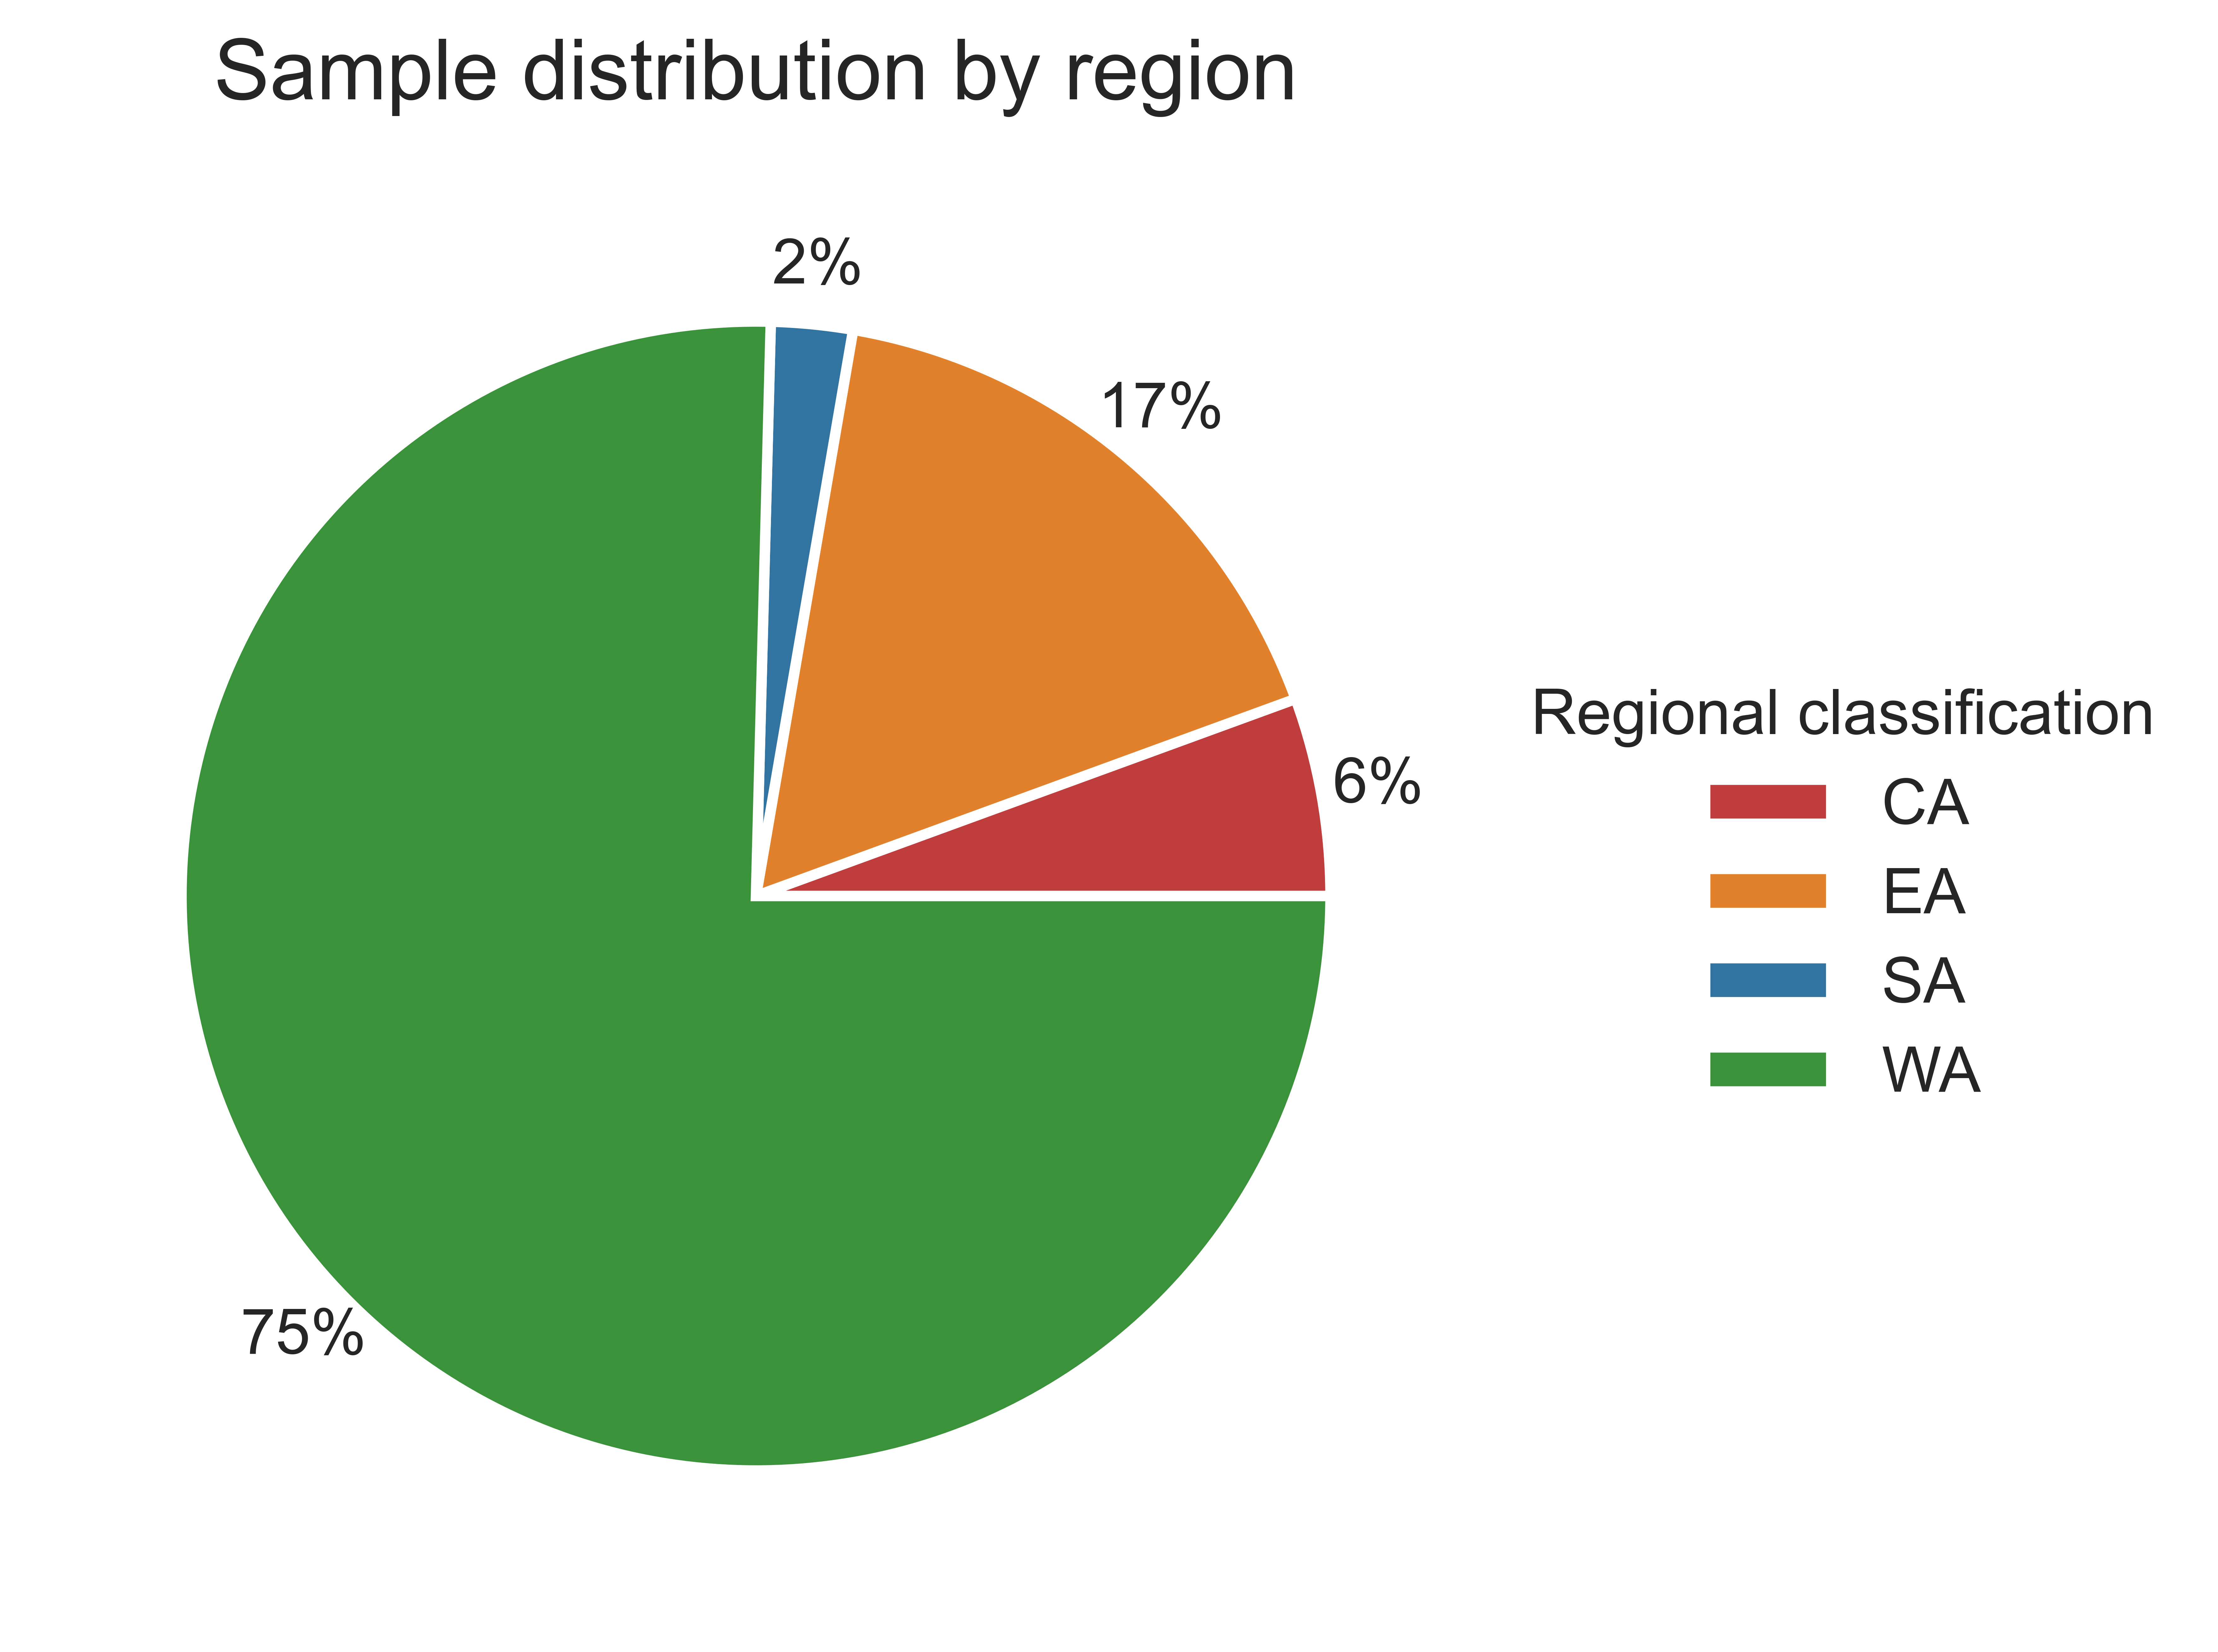 Sample distribution by region
2%
17%
6%
75%
Regional classification
CA
EA
SA
WA